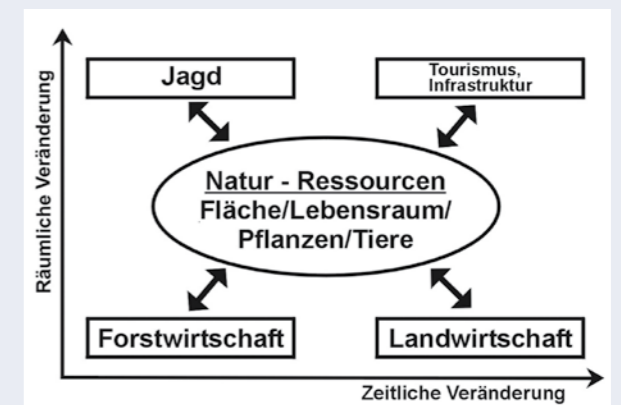 Räumliche Veränderung
Jagd
Tourismus,
Infrastruktur
Natur - Ressourcen
Fläche/Lebensraum/
Pflanzen/Tiere
Forstwirtschaft
Landwirtschaft
Zeitliche Veränderung